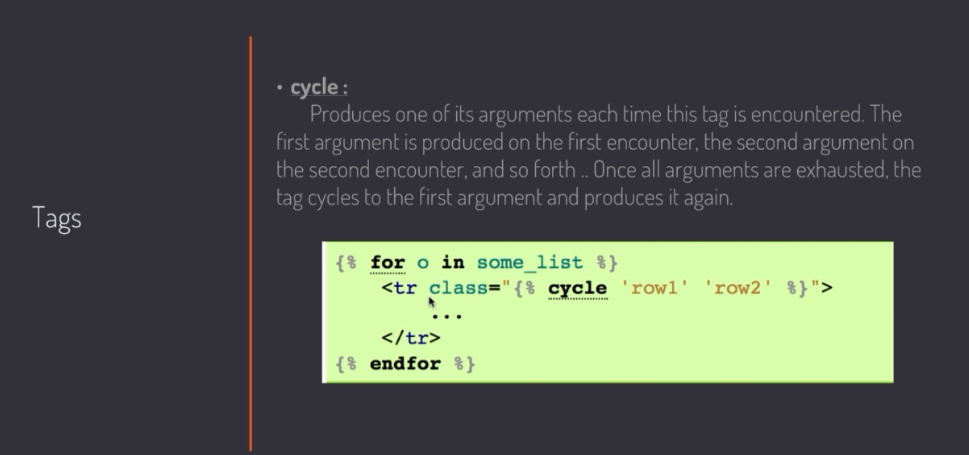 Tags
• cycle :
Produces one of its arguments each time this tag is encountered. The
first argument is produced on the first encounter, the second argument on
the second encounter, and so forth .. Once all arguments are exhausted, the
tag cycles to the first argument and produces it again.
{% for o in some_list %}
<tr class="{% cycle 'row1' 'row2' %}">
...
</tr>
{% endfor %}